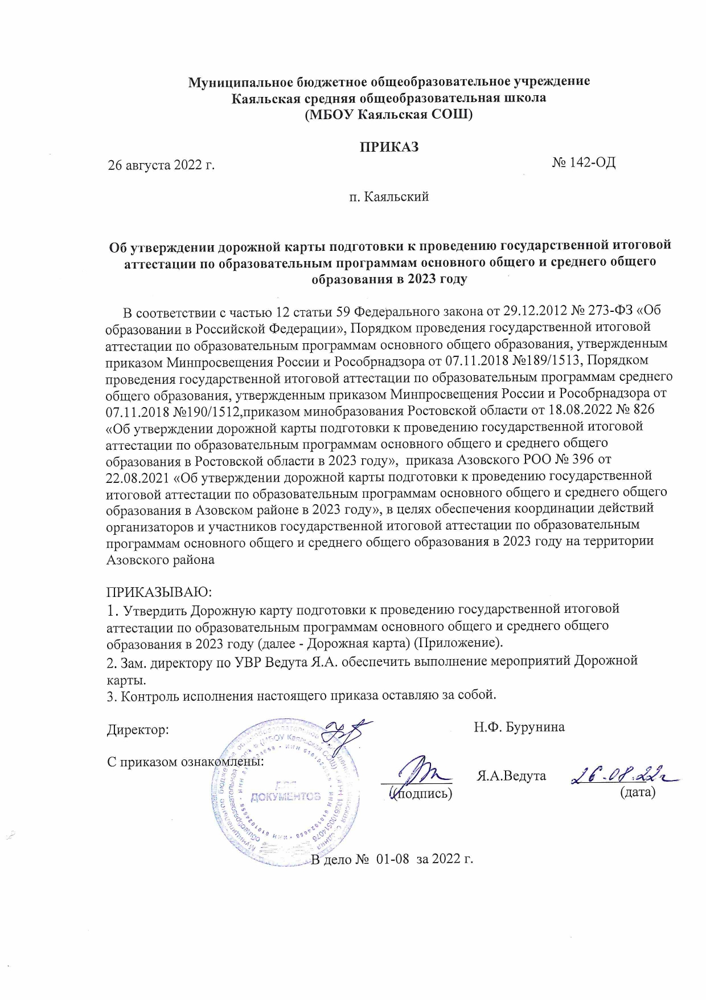 Муниципальное бюджетное общеобразовательное учреждение
Каяльская средняя общеобразовательная школа
(МБОУ Каяльская СОШ)
ПРИКАЗ
26 августа 2022 г.
№ 142-ОД
п. Каяльский
Об утверждении дорожной карты подготовки к проведению государственной итоговой
аттестации по образовательным программам основного общего и среднего общего
образования в 2023 году
В соответствии с частью 12 статьи 59 Федерального закона от 29.12.2012 № 273-ФЗ «Об
образовании в Российской Федерации», Порядком проведения государственной итоговой
аттестации по образовательным программам основного общего образования, утвержденным
приказом Минпросвещения России и Рособрнадзора от 07.11.2018 №189/1513, Порядком
проведения государственной итоговой аттестации по образовательным программам среднего
общего образования, утвержденным приказом Минпросвещения России и Рособрнадзора от
07.11.2018 №190/1512,приказом минобразования Ростовской области от 18.08.2022 № 826
«Об утверждении дорожной карты подготовки к проведению государственной итоговой
аттестации по образовательным программам основного общего и среднего общего
образования в Ростовской области в 2023 году», приказа Азовского РОО № 396 от
22.08.2021 «Об утверждении дорожной карты подготовки к проведению государственной
итоговой аттестации по образовательным программам основного общего и среднего общего
образования в Азовском районе в 2023 году», в целях обеспечения координации действий
организаторов и участников государственной итоговой аттестации по образовательным
программам основного общего и среднего общего образования в 2023 году на территории
Азовского района
ПРИКАЗЫВАЮ:
1. Утвердить Дорожную карту подготовки к проведению государственной итоговой
аттестации по образовательным программам основного общего и среднего общего
образования в 2023 году (далее - Дорожная карта) (Приложение).
2. Зам. директору по УВР Ведута Я.А. обеспечить выполнение мероприятий Дорожной
карты.
3. Контроль исполнения настоящего приказа оставляю за собой.
Директор:
Н.Ф. Бурунина
С приказом ознакомлены:
Я.А.Ведута
26.08.22г
(подпись)
(дата)
ДЛЯ
ДОКУМЕНТОВ
(МБОУ Каяльская СОШ)
ИНН 6101024658
В дело № 01-08 за 2022 г.